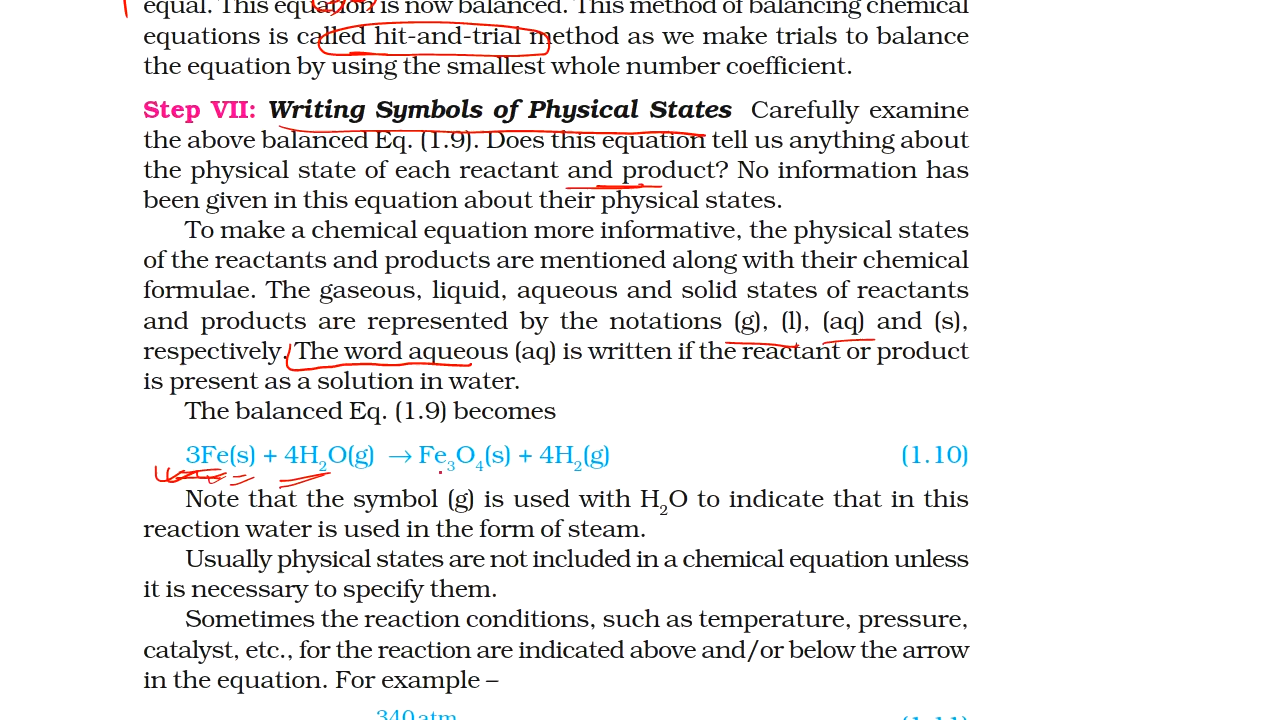 equal. This equation is now balanced. This method of balancing chemical
equations is called hit-and-trial method as we make trials to balance
the equation by using the smallest whole number coefficient.
Step VII: Writing Symbols of Physical States Carefully examine
the above balanced Eq. (1.9). Does this equation tell us anything about
the physical state of each reactant and product? No information has
been given in this equation about their physical states.
To make a chemical equation more informative, the physical states
of the reactants and products are mentioned along with their chemical
formulae. The gaseous, liquid, aqueous and solid states of reactants
and products are represented by the notations (g), (l), (aq) and (s),
respectively. The word aqueous (aq) is written if the reactant or product
is present as a solution in water.
The balanced Eq. (1.9) becomes
3Fe(s) + 4H₂O(g) → Fe₃O₄(s) + 4H₂(g) (1.10)
Note that the symbol (g) is used with H₂O to indicate that in this
reaction water is used in the form of steam.
Usually physical states are not included in a chemical equation unless
it is necessary to specify them.
Sometimes the reaction conditions, such as temperature, pressure,
catalyst, etc., for the reaction are indicated above and/or below the arrow
in the equation. For example –
340 atm (1.11)